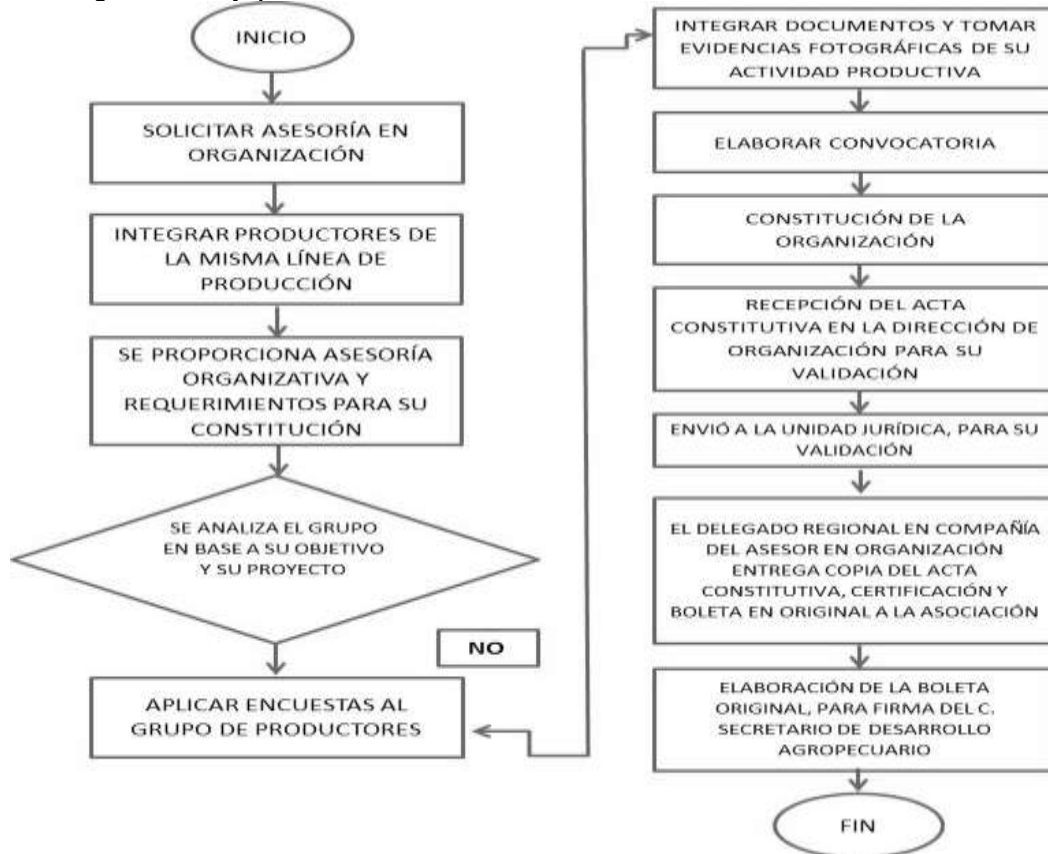 INICIO
SOLICITAR ASESORÍA EN
ORGANIZACIÓN
INTEGRAR PRODUCTORES DE
LA MISMA LÍNEA DE
PRODUCCIÓN
SE PROPORCIONA ASESORÍA
ORGANIZATIVA Y
REQUERIMIENTOS PARA SU
CONSTITUCIÓN
SE ANALIZA EL GRUPO
EN BASE A SU OBJETIVO
Y SU PROYECTO
NO
APLICAR ENCUESTAS AL
GRUPO DE PRODUCTORES
INTEGRAR DOCUMENTOS Y TOMAR
EVIDENCIAS FOTOGRÁFICAS DE SU
ACTIVIDAD PRODUCTIVA
ELABORAR CONVOCATORIA
CONSTITUCIÓN DE LA
ORGANIZACIÓN
RECEPCIÓN DEL ACTA
CONSTITUTIVA EN LA DIRECCIÓN DE
ORGANIZACIÓN PARA SU
VALIDACIÓN
ENVIÓ A LA UNIDAD JURÍDICA, PARA SU
VALIDACIÓN
EL DELEGADO REGIONAL EN COMPAÑÍA
DEL ASESOR EN ORGANIZACIÓN
ENTREGA COPIA DEL ACTA
CONSTITUTIVA, CERTIFICACIÓN Y
BOLETA EN ORIGINAL A LA ASOCIACIÓN
ELABORACIÓN DE LA BOLETA
ORIGINAL, PARA FIRMA DEL C.
SECRETARIO DE DESARROLLO
AGROPECUARIO
FIN